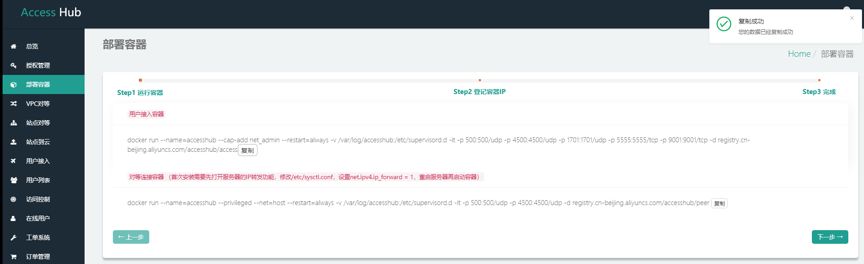 Access Hub
复制成功
您的数据已经复制成功
部署容器
Home / 部署容器
总览
授权管理
部署容器
VPC对等
站点对等
站点到云
用户接入
用户列表
访问控制
在线用户
工单系统
订单管理
Step1 运行容器
Step2 登记容器IP
Step3 完成
用户接入容器
docker run --name=accesshub --cap-add net_admin --restart=always -v /var/log/accesshub:/etc/supervisord.d -it -p 500:500/udp -p 4500:4500/udp -p 1701:1701/udp -p 5555:5555/tcp -p 9001:9001/tcp -d registry.cn-
beijing.aliyuncs.com/accesshub/access 复制
对等连接容器 （首次安装需要先打开服务器的IP转发功能，修改/etc/sysctl.conf，设置net.ipv4.ip_forward = 1，重启服务器再启动容器）
docker run --name=accesshub --privileged --net=host --restart=always -v /var/log/accesshub:/etc/supervisord.d -it -p 500:500/udp -p 4500:4500/udp -d registry.cn-beijing.aliyuncs.com/accesshub/peer 复制
← 上一步
下一步 →